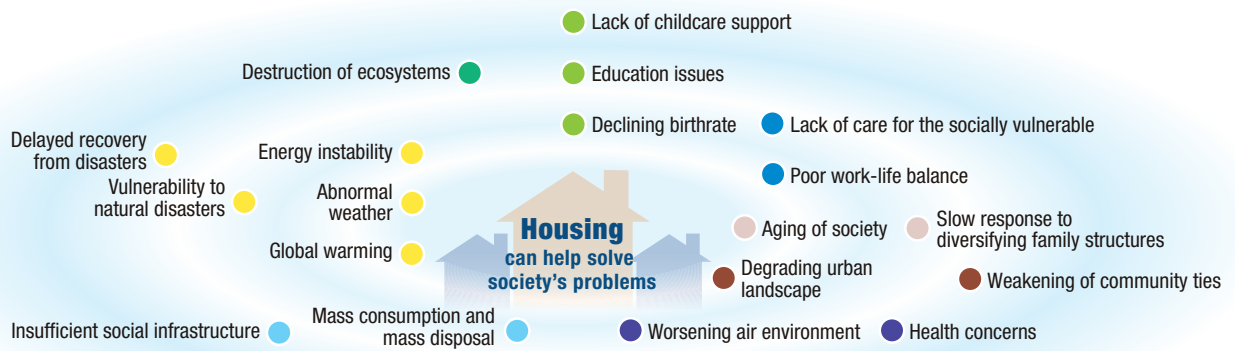 Lack of childcare support
Destruction of ecosystems
Education issues
Declining birthrate
Lack of care for the socially vulnerable
Delayed recovery
from disasters
Energy instability
Poor work-life balance
Vulnerability to
natural disasters
Abnormal
weather
Housing
can help solve
society's problems
Aging of society
Slow response to
diversifying family structures
Global warming
Degrading urban
landscape
Weakening of community ties
Insufficient social infrastructure
Mass consumption and
mass disposal
Worsening air environment
Health concerns